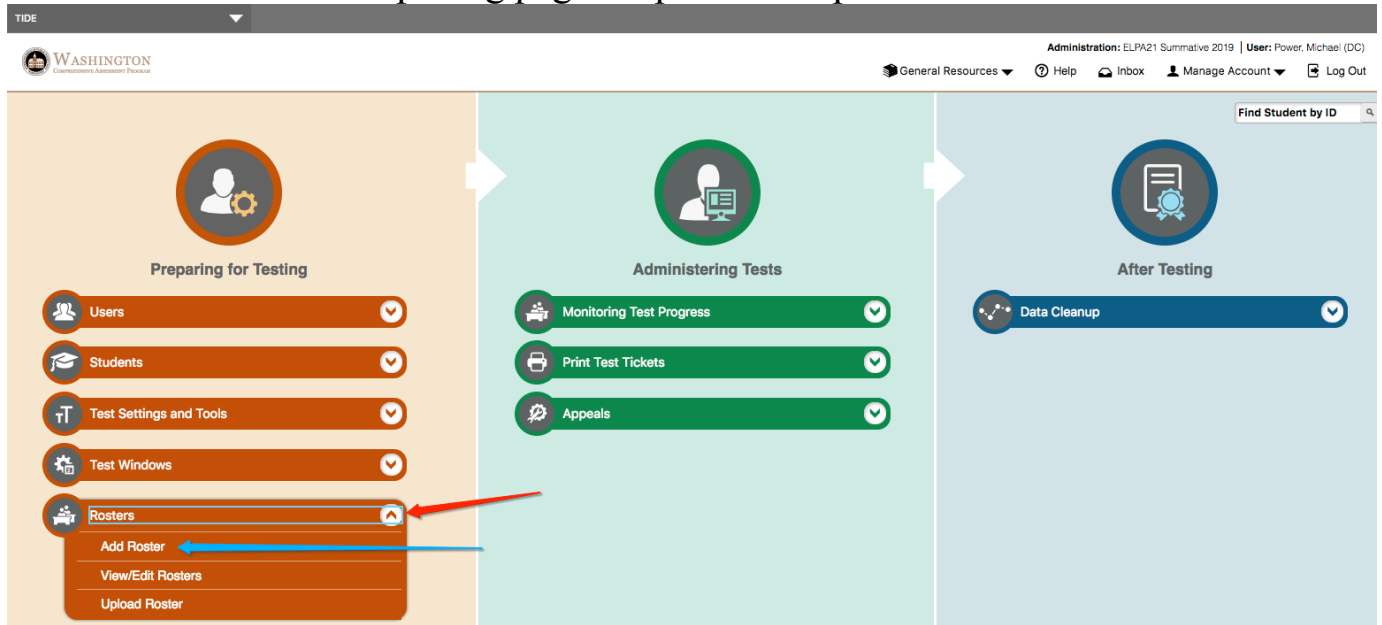 TIDE
Administration: ELPA21 Summative 2019 | User: Power, Michael (DC)
WASHINGTON
COMPREHENSIVE ASSESSMENT PROGRAM
General Resources Help Inbox Manage Account Log Out
Find Student by ID
Preparing for Testing
Users
Students
Test Settings and Tools
Test Windows
Rosters
Add Roster
View/Edit Rosters
Upload Roster
Administering Tests
Monitoring Test Progress
Print Test Tickets
Appeals
After Testing
Data Cleanup